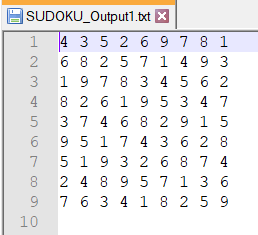 SUDOKU_Output1.txt
1 4 3 5 2 6 9 7 8 1
2 6 8 2 5 7 1 4 9 3
3 1 9 7 8 3 4 5 6 2
4 8 2 6 1 9 5 3 4 7
5 3 7 4 6 8 2 9 1 5
6 9 5 1 7 4 3 6 2 8
7 5 1 9 3 2 6 8 7 4
8 2 4 8 9 5 7 1 3 6
9 7 6 3 4 1 8 2 5 9
10